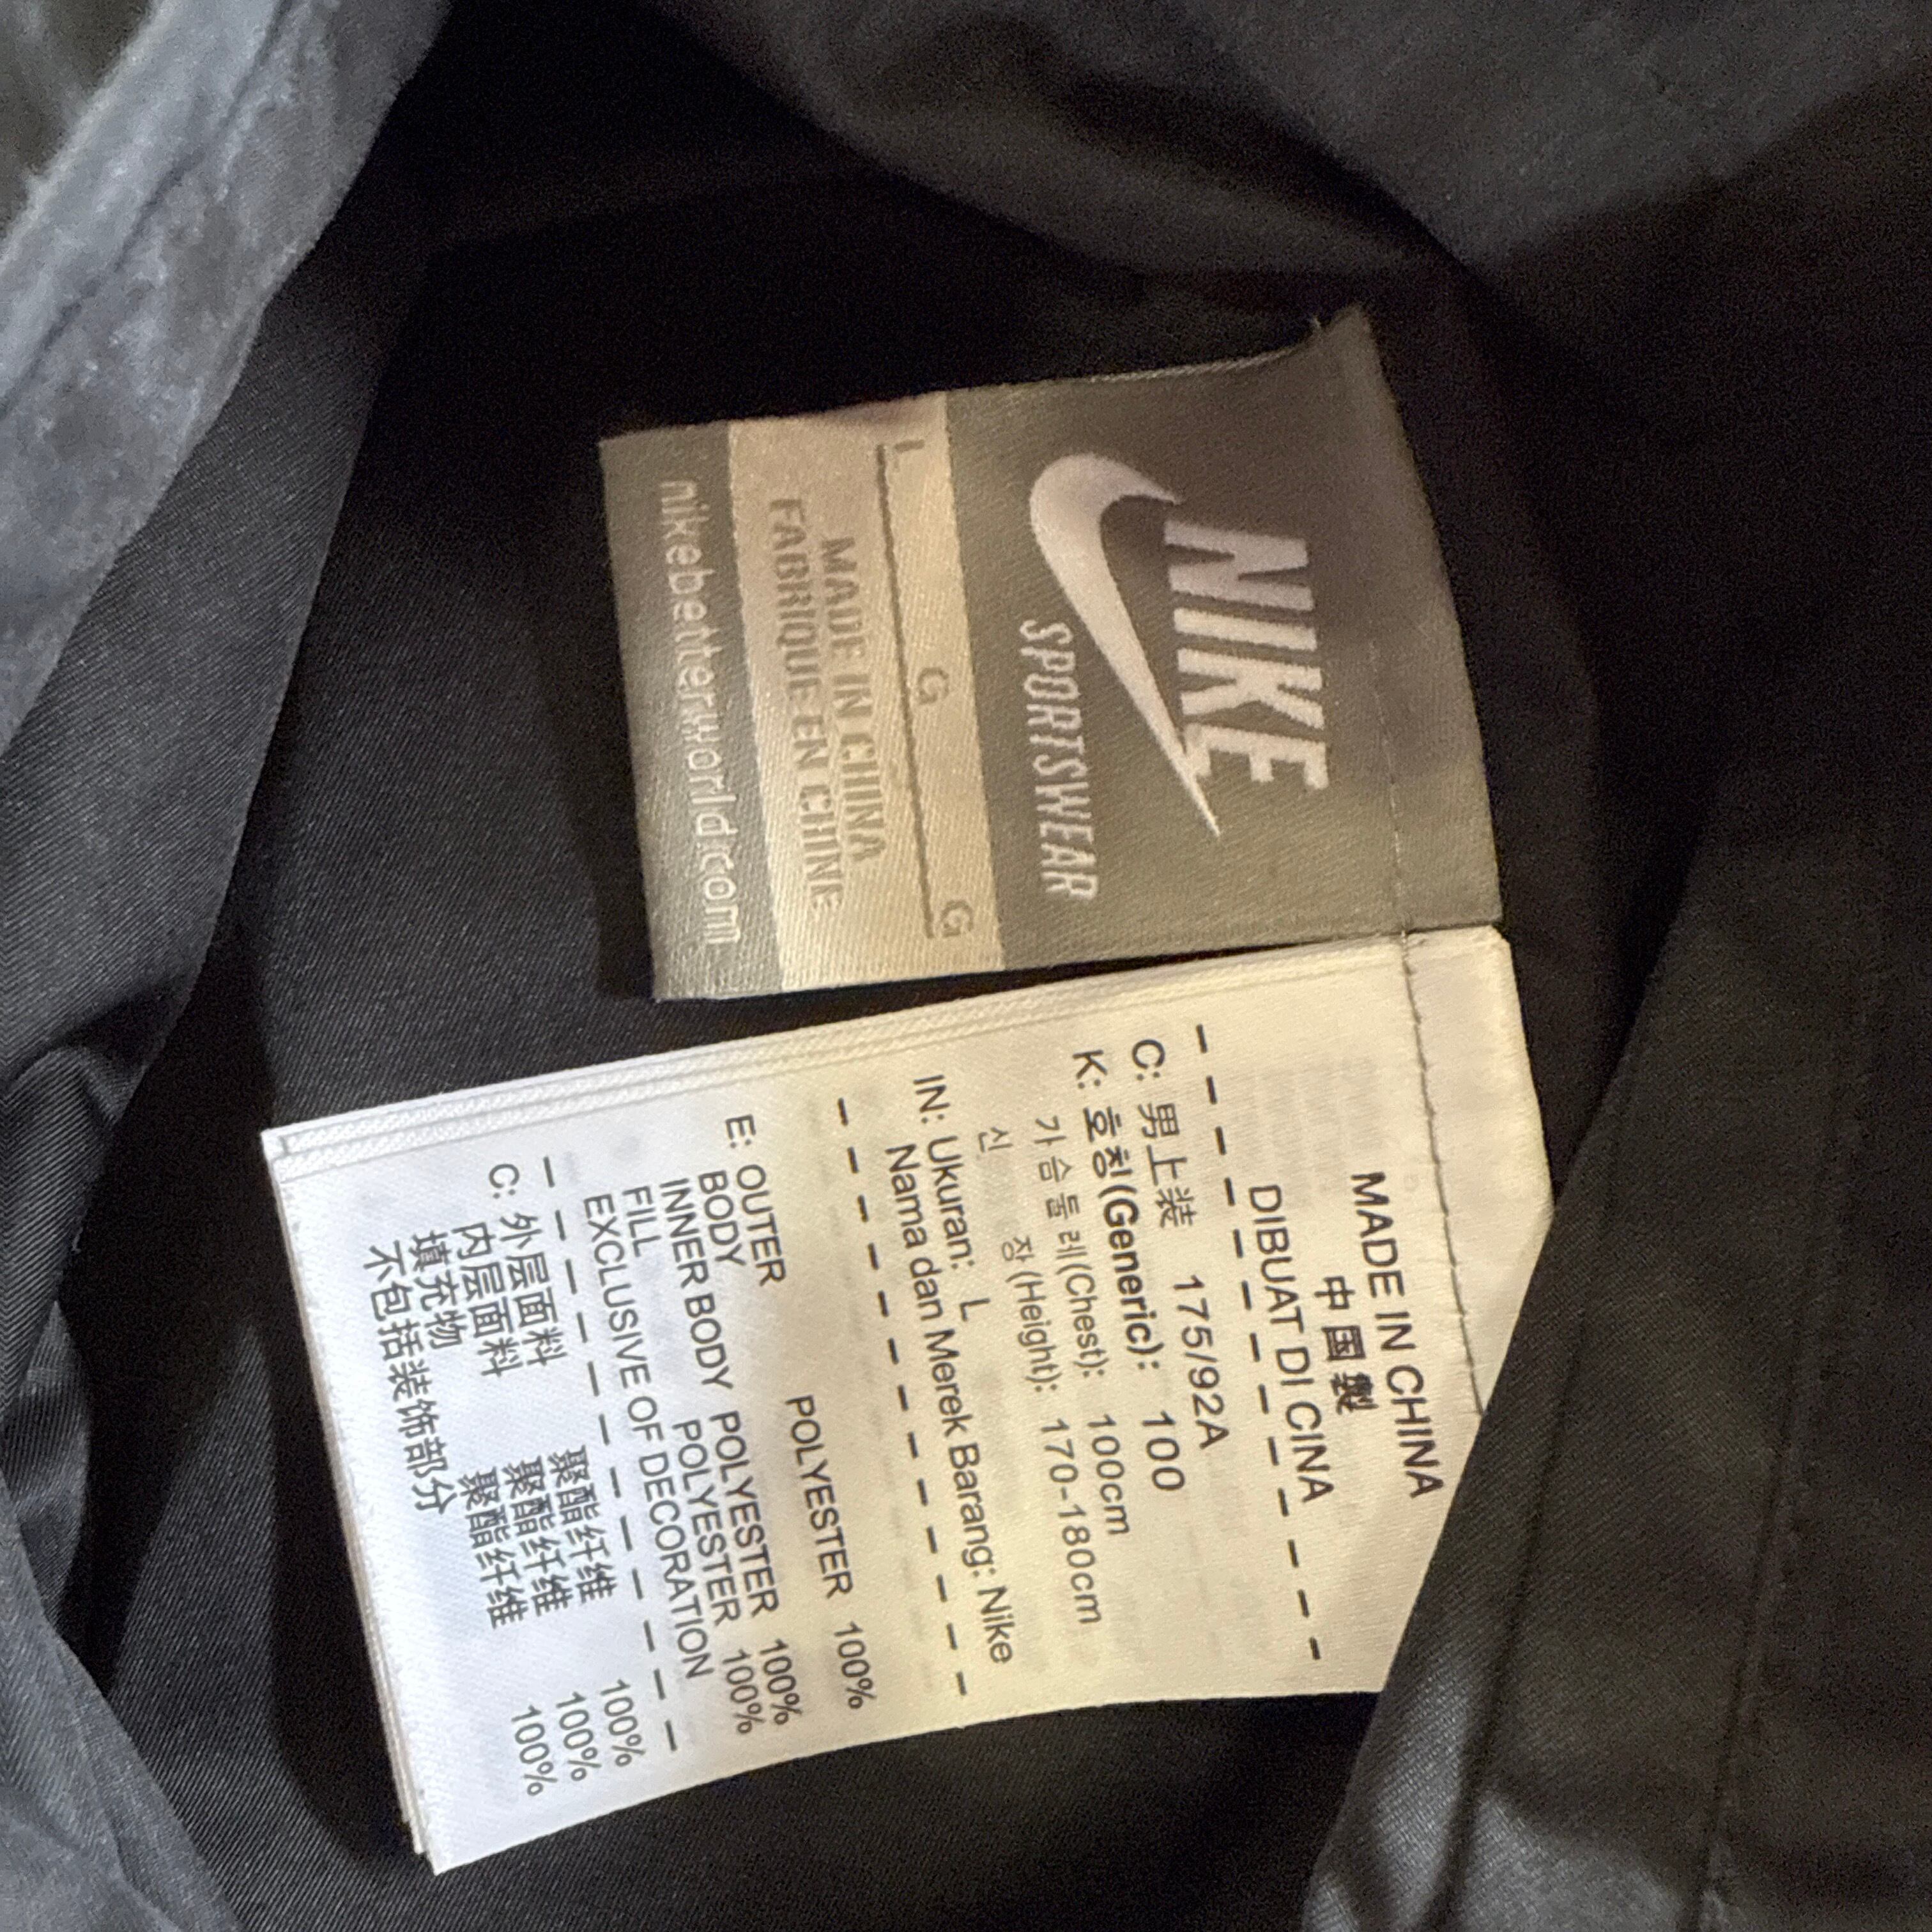 NIKE
SPORTSWEAR
L G G
MADE IN CHINA
FABRIQUE EN CHINE
nikebetterworld.com
MADE IN CHINA
中國製
DIBUAT DI CINA
C: 男上装 175/92A
K: 호칭(Generic): 100
가슴둘레(Chest): 100cm
신 장(Height): 170-180cm
IN: Ukuran: L
Nama dan Merek Barang: Nike
E: OUTER
BODY POLYESTER 100%
INNER BODY POLYESTER 100%
FILL POLYESTER 100%
EXCLUSIVE OF DECORATION
C: 外层面料 聚酯纤维 100%
内层面料 聚酯纤维 100%
填充物 聚酯纤维 100%
不包括装饰部分